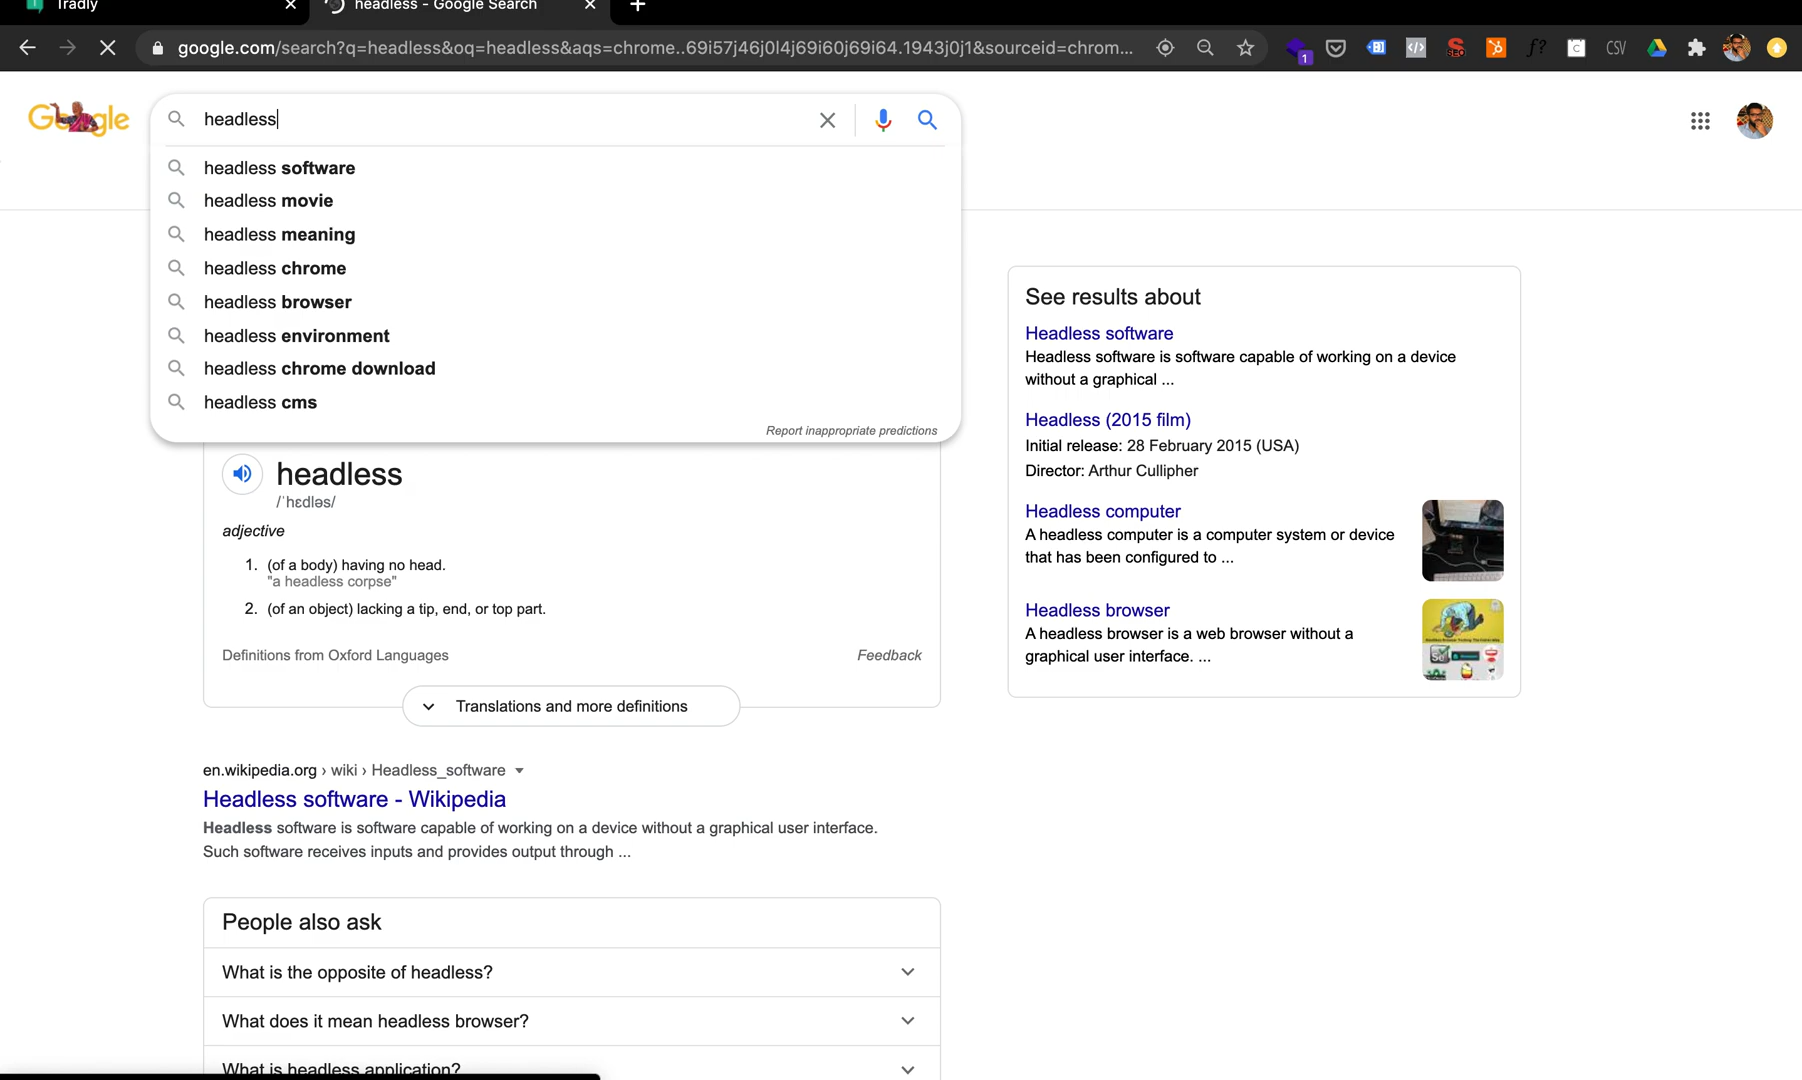 Tradly
headless - Google Search
google.com/search?q=headless&oq=headless&aqs=chrome..69i57j46j0l4j69i60j69i64.1943j0j1&sourceid=chrom...
1
SEO
f?
C
CSV
Google
headless
headless software
headless movie
headless meaning
headless chrome
headless browser
headless environment
headless chrome download
headless cms
Report inappropriate predictions
headless
/ˈhɛdləs/
adjective
1. (of a body) having no head.
"a headless corpse"
2. (of an object) lacking a tip, end, or top part.
Definitions from Oxford Languages
Feedback
Translations and more definitions
en.wikipedia.org › wiki › Headless_software
Headless software - Wikipedia
Headless software is software capable of working on a device without a graphical user interface.
Such software receives inputs and provides output through ...
People also ask
What is the opposite of headless?
What does it mean headless browser?
What is headless application?
See results about
Headless software
Headless software is software capable of working on a device
without a graphical ...
Headless (2015 film)
Initial release: 28 February 2015 (USA)
Director: Arthur Cullipher
Headless computer
A headless computer is a computer system or device
that has been configured to ...
Headless browser
A headless browser is a web browser without a
graphical user interface. ...